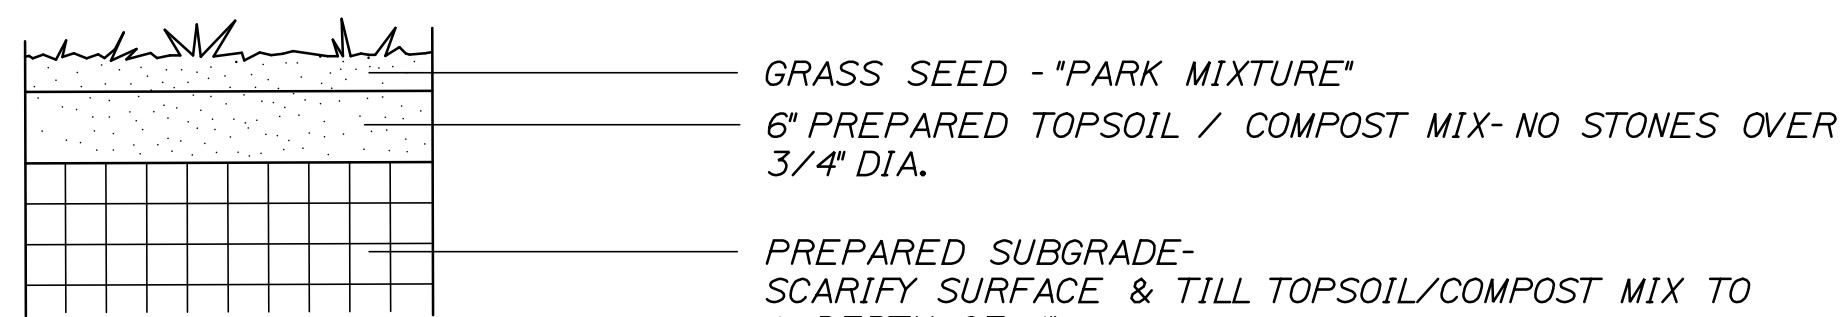 GRASS SEED - "PARK MIXTURE"
6" PREPARED TOPSOIL / COMPOST MIX- NO STONES OVER
3/4" DIA.
PREPARED SUBGRADE-
SCARIFY SURFACE & TILL TOPSOIL/COMPOST MIX TO